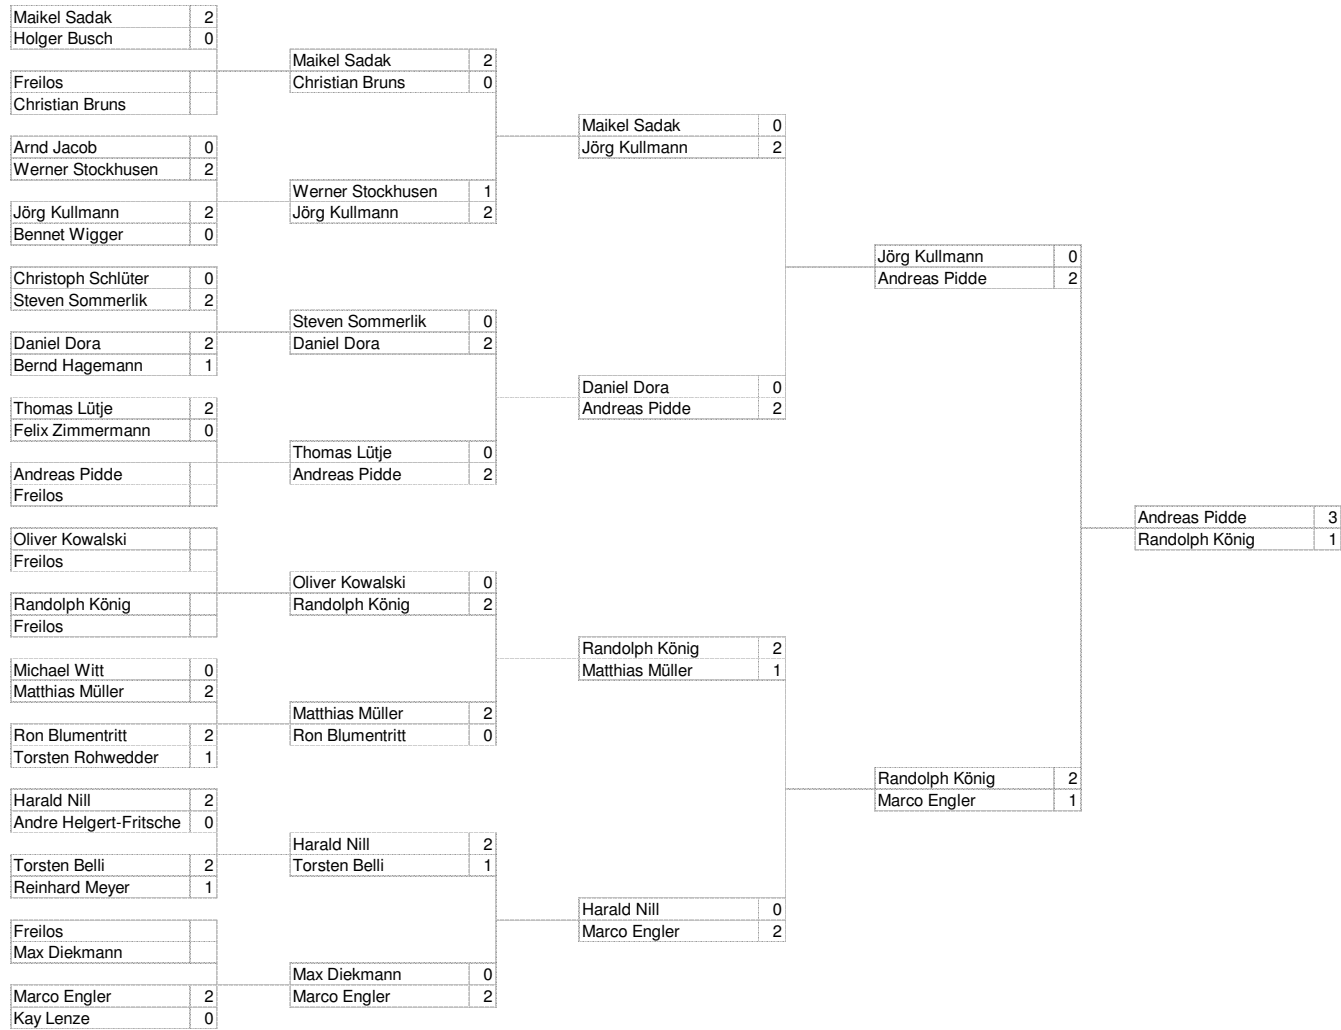 Maikel Sadak 2
Holger Busch 0
Freilos
Christian Bruns
Arnd Jacob 0
Werner Stockhusen 2
Jörg Kullmann 2
Bennet Wigger 0
Christoph Schlüter 0
Steven Sommerlik 2
Daniel Dora 2
Bernd Hagemann 1
Thomas Lütje 2
Felix Zimmermann 0
Andreas Pidde
Freilos
Oliver Kowalski
Freilos
Randolph König
Freilos
Michael Witt 0
Matthias Müller 2
Ron Blumentritt 2
Torsten Rohwedder 1
Harald Nill 2
Andre Helgert-Fritsche 0
Torsten Belli 2
Reinhard Meyer 1
Freilos
Max Diekmann
Marco Engler 2
Kay Lenze 0
Maikel Sadak 2
Christian Bruns 0
Werner Stockhusen 1
Jörg Kullmann 2
Steven Sommerlik 0
Daniel Dora 2
Thomas Lütje 0
Andreas Pidde 2
Oliver Kowalski 0
Randolph König 2
Matthias Müller 2
Ron Blumentritt 0
Harald Nill 2
Torsten Belli 1
Max Diekmann 0
Marco Engler 2
Maikel Sadak 0
Jörg Kullmann 2
Daniel Dora 0
Andreas Pidde 2
Randolph König 2
Matthias Müller 1
Harald Nill 0
Marco Engler 2
Jörg Kullmann 0
Andreas Pidde 2
Randolph König 2
Marco Engler 1
Andreas Pidde 3
Randolph König 1